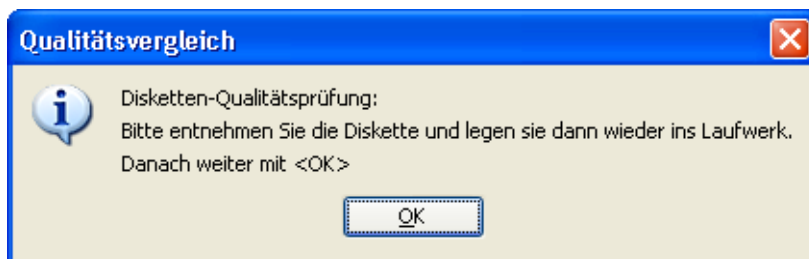 Qualitätsvergleich
Disketten-Qualitätsprüfung:
Bitte entnehmen Sie die Diskette und legen sie dann wieder ins Laufwerk.
Danach weiter mit <OK>
OK